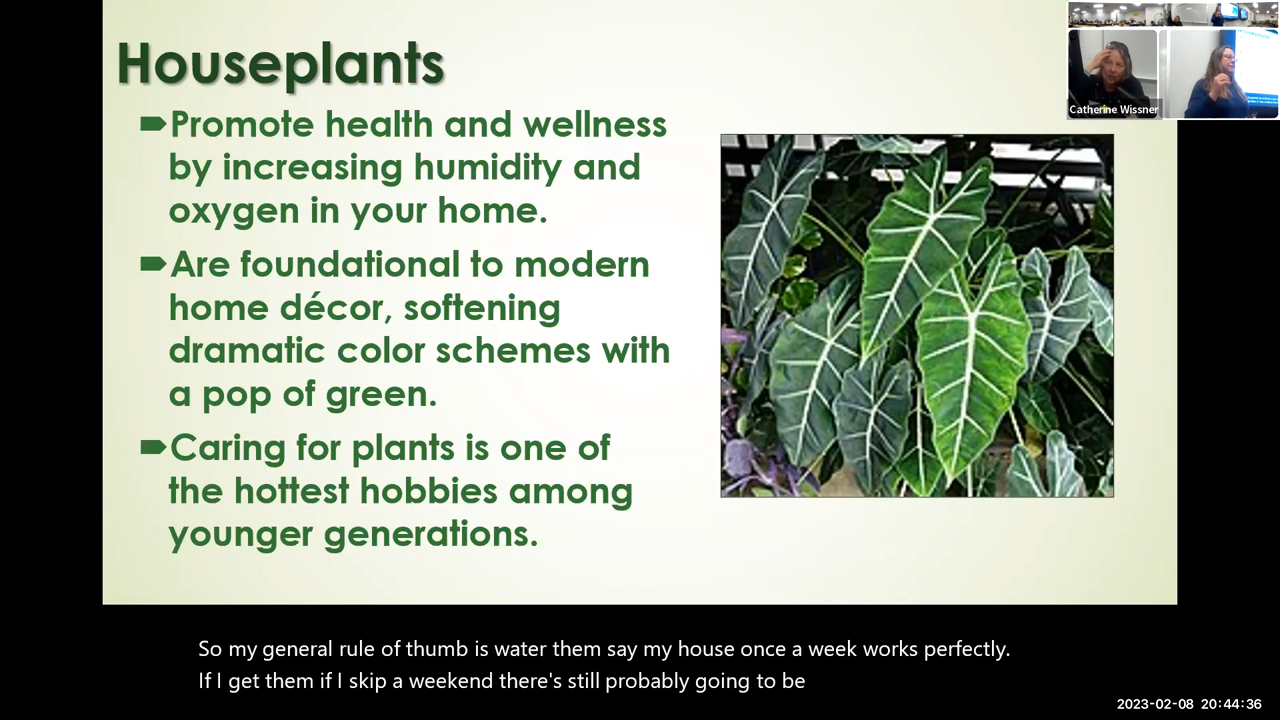 Houseplants
Promote health and wellness
by increasing humidity and
oxygen in your home.
Are foundational to modern
home décor, softening
dramatic color schemes with
a pop of green.
Caring for plants is one of
the hottest hobbies among
younger generations.
Catherine Wissner
So my general rule of thumb is water them say my house once a week works perfectly.
If I get them if I skip a weekend there's still probably going to be
2023-02-08 20:44:36